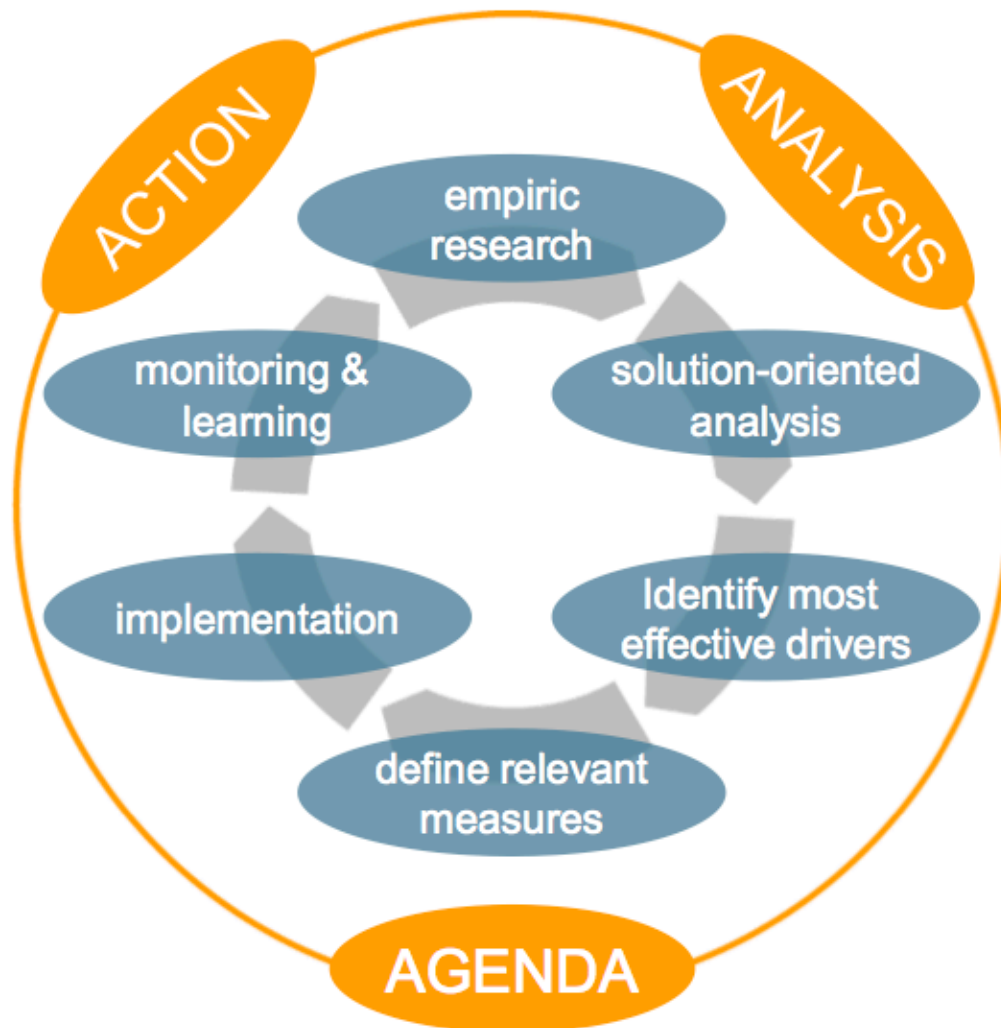 ACTION
ANALYSIS
empiric
research
monitoring &
learning
solution-oriented
analysis
implementation
Identify most
effective drivers
define relevant
measures
AGENDA